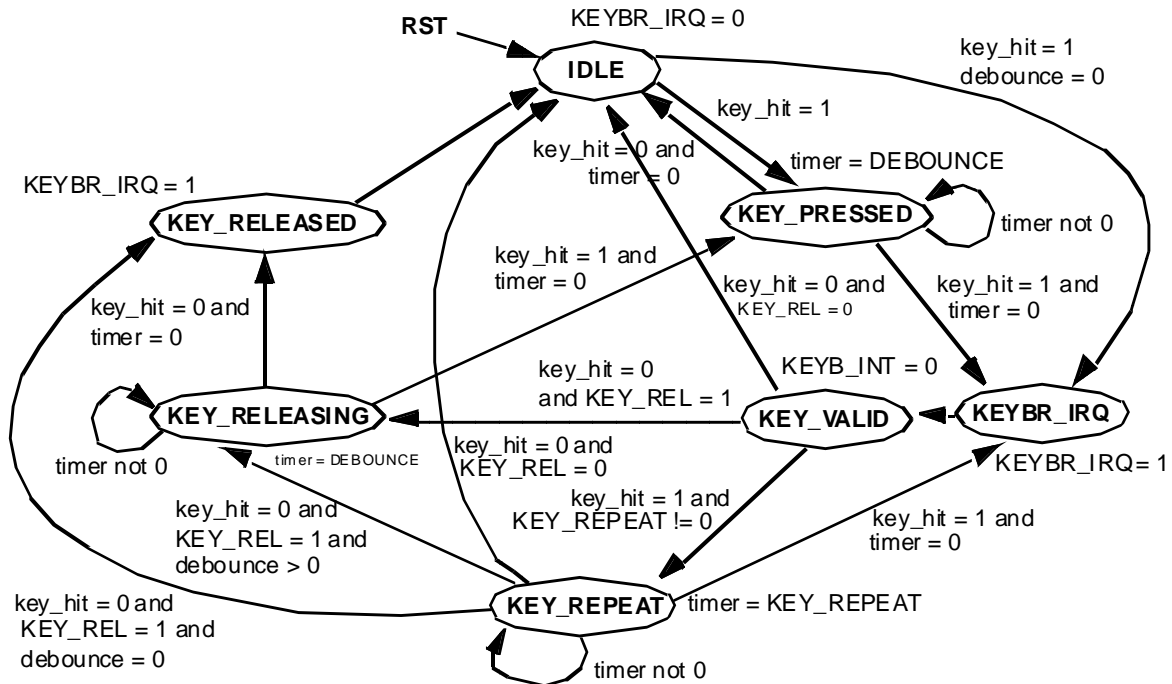 KEYBR_IRQ = 0
RST
IDLE
key_hit = 1
debounce = 0
key_hit = 1
key_hit = 0 and
timer = 0
timer = DEBOUNCE
KEYBR_IRQ = 1
KEY_RELEASED
KEY_PRESSED
timer not 0
key_hit = 1 and
timer = 0
key_hit = 0 and
KEY_REL = 0
key_hit = 1 and
timer = 0
key_hit = 0 and
timer = 0
KEYB_INT = 0
key_hit = 0
and KEY_REL = 1
KEY_RELEASING
KEY_VALID
KEYBR_IRQ
timer not 0
timer = DEBOUNCE
key_hit = 0 and
KEY_REL = 0
KEYBR_IRQ = 1
key_hit = 0 and
KEY_REL = 1 and
debounce > 0
key_hit = 1 and
KEY_REPEAT != 0
key_hit = 1 and
timer = 0
key_hit = 0 and
KEY_REL = 1 and
debounce = 0
KEY_REPEAT
timer = KEY_REPEAT
timer not 0